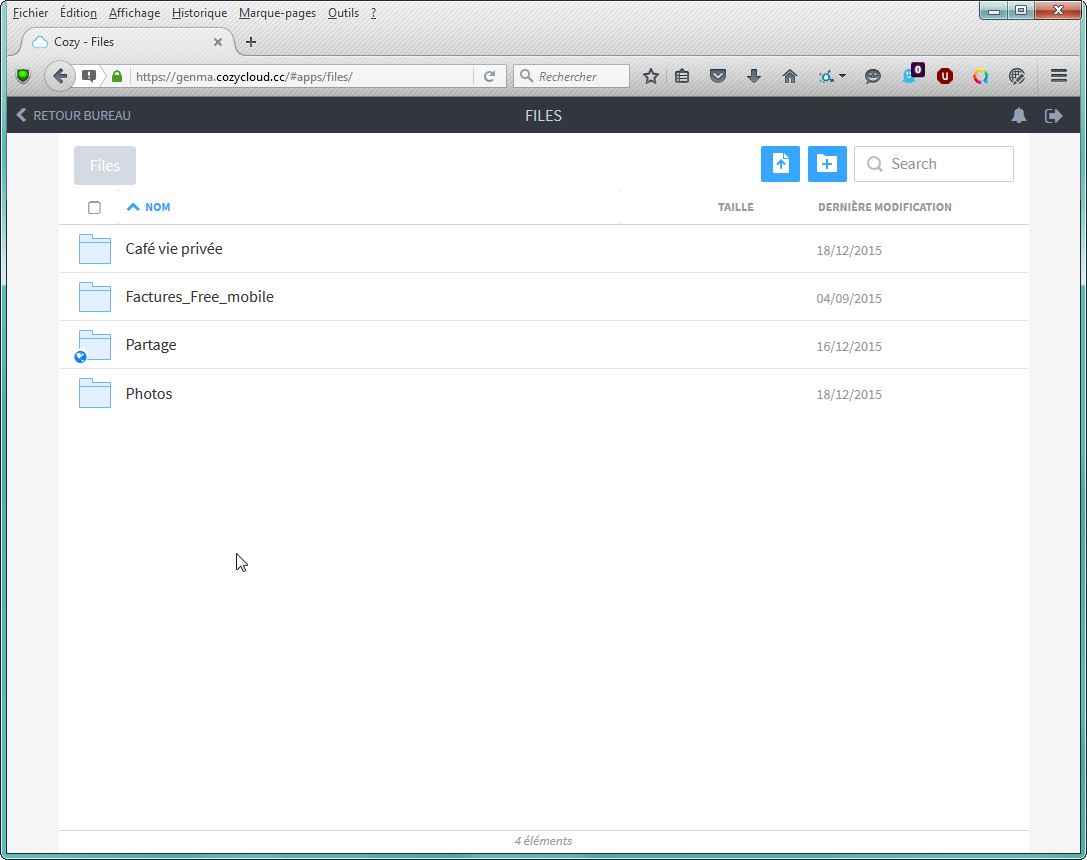 Fichier Édition Affichage Historique Marque-pages Outils ?
Cozy - Files
https://genma.cozycloud.cc/#apps/files/ Rechercher 0
RETOUR BUREAU FILES
Files Search
NOM TAILLE DERNIÈRE MODIFICATION
Café vie privée 18/12/2015
Factures_Free_mobile 04/09/2015
Partage 16/12/2015
Photos 18/12/2015
4 éléments